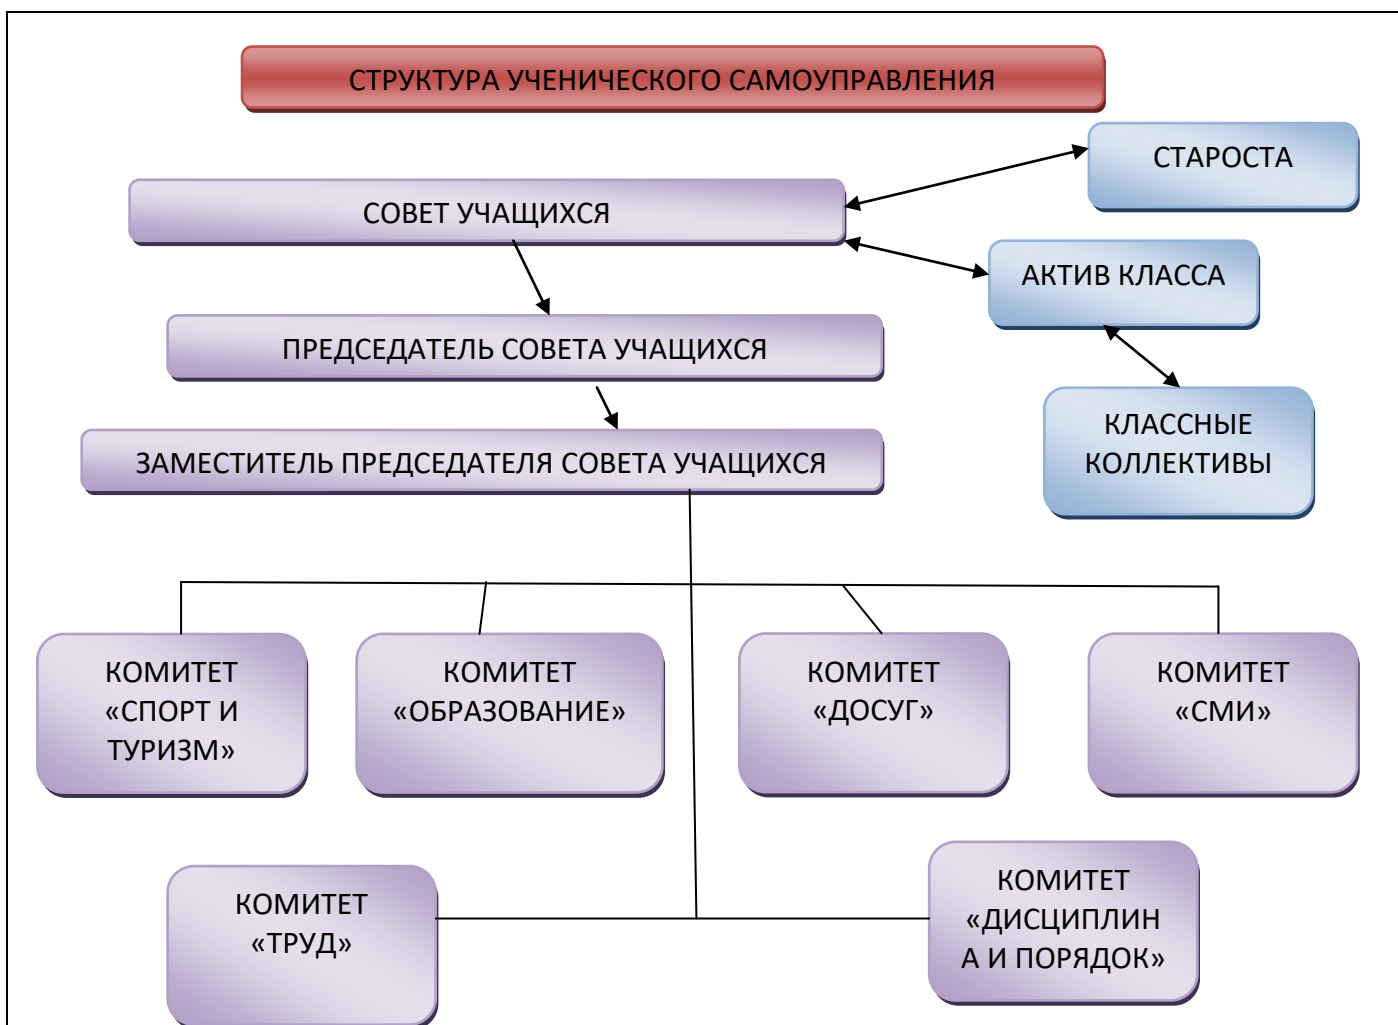 СТРУКТУРА УЧЕНИЧЕСКОГО САМОУПРАВЛЕНИЯ
СТАРОСТА
СОВЕТ УЧАЩИХСЯ
АКТИВ КЛАССА
ПРЕДСЕДАТЕЛЬ СОВЕТА УЧАЩИХСЯ
КЛАССНЫЕ
КОЛЛЕКТИВЫ
ЗАМЕСТИТЕЛЬ ПРЕДСЕДАТЕЛЯ СОВЕТА УЧАЩИХСЯ
КОМИТЕТ
«СПОРТ И
ТУРИЗМ»
КОМИТЕТ
«ОБРАЗОВАНИЕ»
КОМИТЕТ
«ДОСУГ»
КОМИТЕТ
«СМИ»
КОМИТЕТ
«ТРУД»
КОМИТЕТ
«ДИСЦИПЛИН
А И ПОРЯДОК»